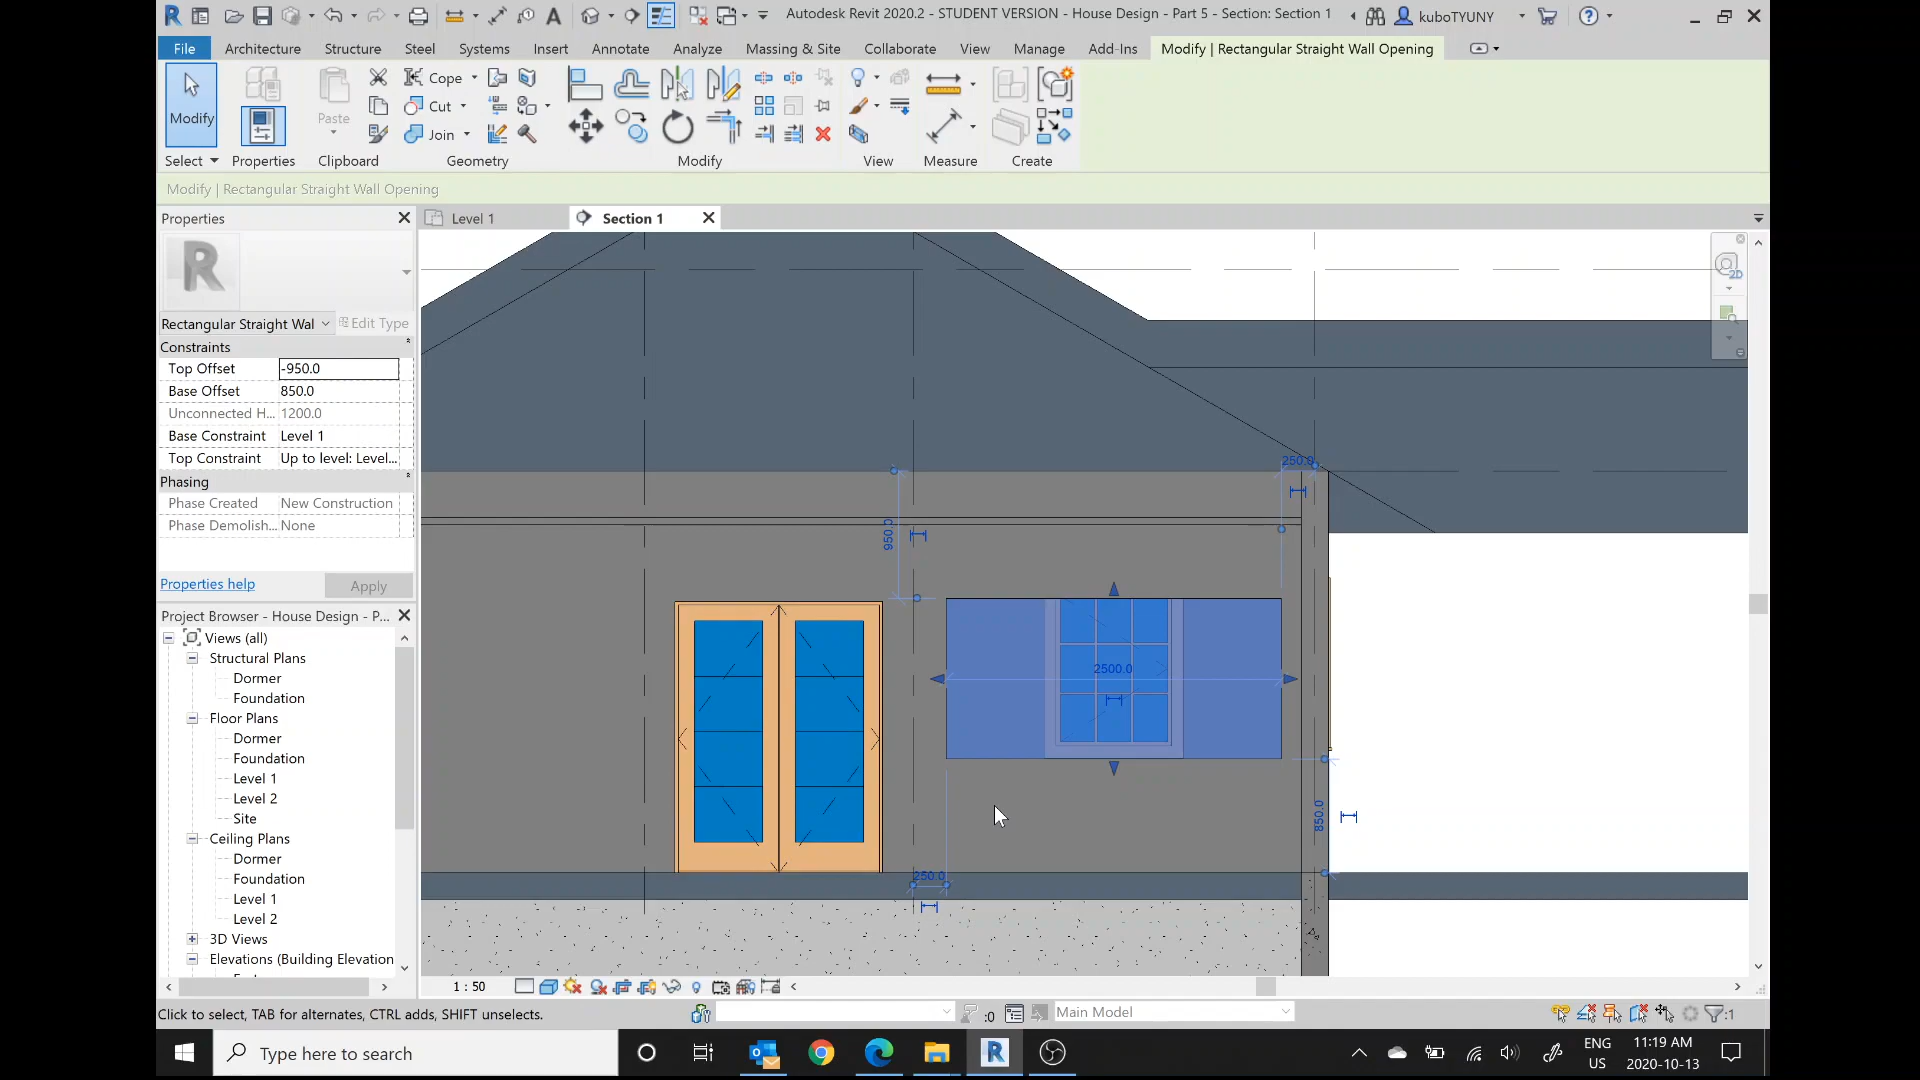 Autodesk Revit 2020.2 - STUDENT VERSION - House Design - Part 5 - Section: Section 1
kuboTYUNY
File Architecture Structure Steel Systems Insert Annotate Analyze Massing & Site Collaborate View Manage Add-Ins Modify | Rectangular Straight Wall Opening
Modify
Paste
Cope
Cut
Join
Select Properties Clipboard Geometry Modify View Measure Create
Modify | Rectangular Straight Wall Opening
Properties
Level 1
Section 1
Rectangular Straight Wal
Edit Type
Constraints
Top Offset -950.0
Base Offset 850.0
Unconnected H... 1200.0
Base Constraint Level 1
Top Constraint Up to level: Level...
Phasing
Phase Created New Construction
Phase Demolish... None
Properties help
Apply
Project Browser - House Design - P...
Views (all)
Structural Plans
Dormer
Foundation
Floor Plans
Dormer
Foundation
Level 1
Level 2
Site
Ceiling Plans
Dormer
Foundation
Level 1
Level 2
3D Views
Elevations (Building Elevation
2D
250.0
950.0
2500.0
850.0
250.0
1 : 50
Click to select, TAB for alternates, CTRL adds, SHIFT unselects.
:0
Main Model
:1
Type here to search
ENG
US
11:19 AM
2020-10-13